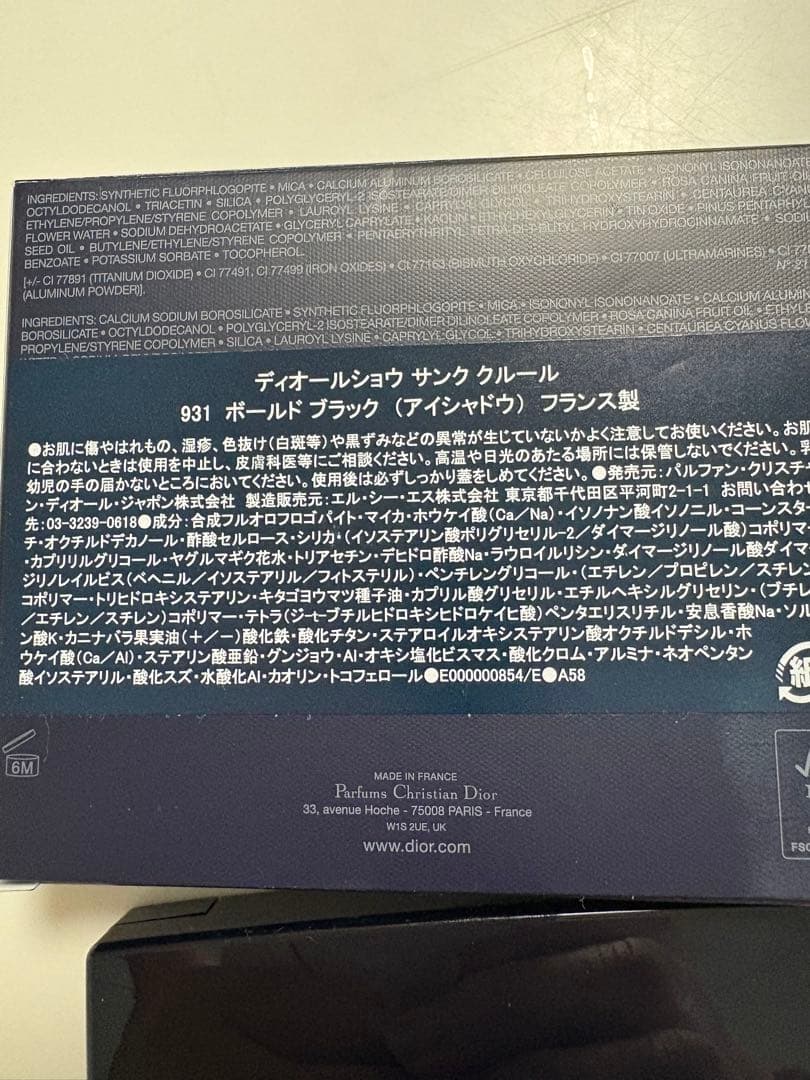 INGREDIENTS: SYNTHETIC FLUORPHLOGOPITE • MICA • CALCIUM ALUMINUM BOROSILICATE • CELLULOSE ACETATE • ISONONYL ISONONANOATE
OCTYLDODECANOL • TRIACETIN • SILICA • POLYGLYCERYL-2 ISOSTEARATE/DIMER DILINOLEATE COPOLYMER • ROSA CANINA FRUIT OIL
ETHYLENE/PROPYLENE/STYRENE COPOLYMER • LAUROYL LYSINE • CAPRYLYL TRIHYDROXYSTEARIN • CENTAUREA CYANUS
FLOWER WATER • SODIUM DEHYDROACETATE • GLYCERYL CAPRYLATE • KAOLIN • TIN OXIDE • PINUS PENTAPHYLLA
SEED OIL • BUTYLENE/ETHYLENE/STYRENE COPOLYMER • PENTAERYTHRITYL TETRA-DI-T-BUTYL HYDROXYHYDROCINNAMATE •
BENZOATE • POTASSIUM SORBATE • TOCOPHEROL.
[+/- CI 77891 (TITANIUM DIOXIDE) • CI 77491, CI 77499 (IRON OXIDES) • CI 77163 (BISMUTH OXYCHLORIDE) • CI 77007 (ULTRAMARINES) •
(ALUMINUM POWDER)].
INGREDIENTS: CALCIUM SODIUM BOROSILICATE • SYNTHETIC FLUORPHLOGOPITE • MICA • ISONONYL ISONONANOATE • CALCIUM ALUMIN
BOROSILICATE • OCTYLDODECANOL • POLYGLYCERYL-2 ISOSTEARATE/DIMER DILINOLEATE COPOLYMER • ROSA CANINA FRUIT OIL • ETHYL
PROPYLENE/STYRENE COPOLYMER • SILICA • LAUROYL LYSINE • CAPRYLYL GLYCOL • TRIHYDROXYSTEARIN • CENTAUREA CYANUS FLO
ディオールショウ サンク クルール
931 ボールド ブラック （アイシャドウ） フランス製
●お肌に傷やはれもの、湿疹、色抜け(白斑等)や黒ずみなどの異常が生じていないかよく注意してお使いください。お肌
に合わないときは使用を中止し、皮膚科医等にご相談ください。高温や日光のあたる場所には保管しないでください。乳
幼児の手の届かないところにおいてください。使用後は必ずしっかり蓋をしめてください。●発売元：パルファン・クリスチャ
ン・ディオール・ジャポン株式会社 製造販売元：エル・シー・エス株式会社 東京都千代田区平河町2-1-1 お問い合わせ
先：03-3239-0618●成分：合成フルオロフロゴパイト・マイカ・ホウケイ酸(Ca／Na)・イソノナン酸イソノニル・コーンスター
チ・オクチルドデカノール・酢酸セルロース・シリカ・(イソステアリン酸ポリグリセリル-2／ダイマージリノール酸)コポリマー
・カプリリルグリコール・ヤグルマギク花水・トリアセチン・デヒドロ酢酸Na・ラウロイルリシン・ダイマージリノール酸ダイマー
ジリノレイルビス(ベヘニル／イソステアリル／フィトステリル)・ペンチレングリコール・(エチレン／プロピレン／スチレン)
コポリマー・トリヒドロキシステアリン・キタゴヨウマツ種子油・カプリル酸グリセリル・エチルヘキシルグリセリン・(ブチレン
／エチレン／スチレン)コポリマー・テトラ(ジ-t-ブチルヒドロキシヒドロケイヒ酸)ペンタエリスリチル・安息香酸Na・ソルビ
ン酸K・カニナバラ果実油(＋／－)酸化鉄・酸化チタン・ステアロイルオキシステアリン酸オクチルドデシル・ホ
ウケイ酸(Ca／Al)・ステアリン酸亜鉛・グンジョウ・Al・オキシ塩化ビスマス・酸化クロム・アルミナ・ネオペンタン
酸イソステアリル・酸化スズ・水酸化Al・カオリン・トコフェロール●E000000854/E●A58
紙
6M
MADE IN FRANCE
Parfums Christian Dior
33, avenue Hoche - 75008 PARIS - France
W1S 2UE, UK
www.dior.com
FSC